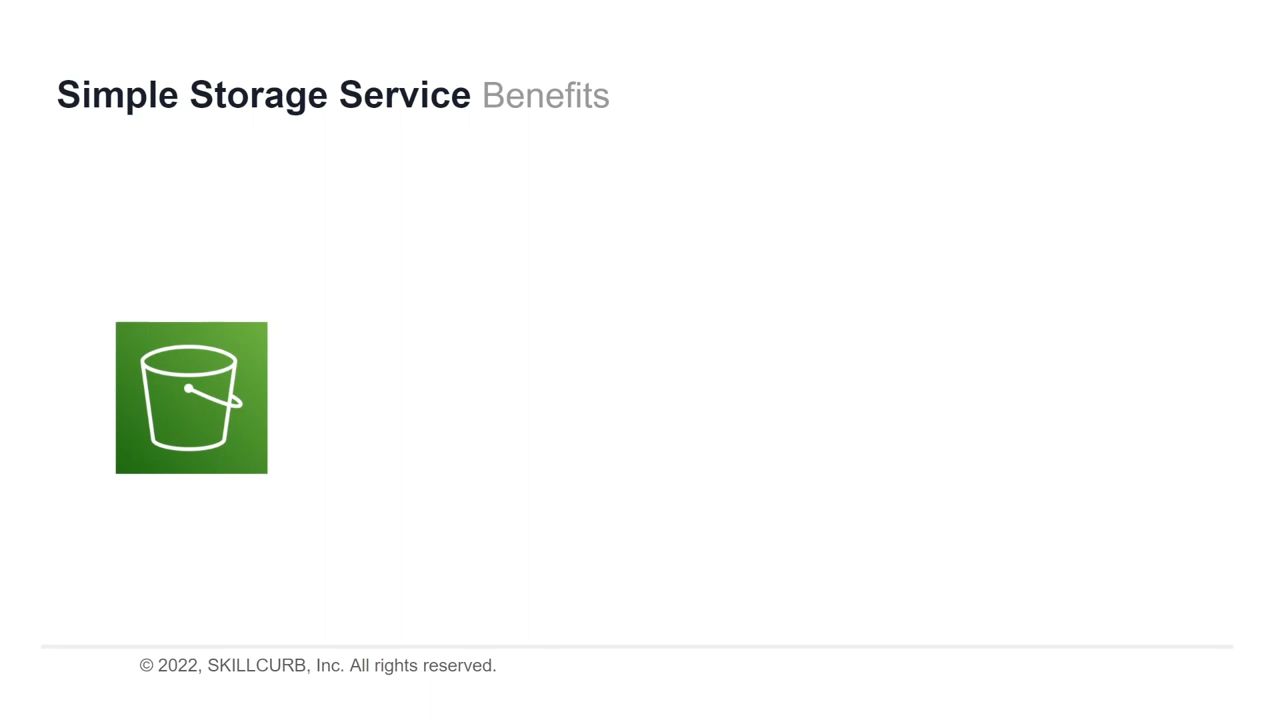 Simple Storage Service Benefits
© 2022, SKILLCURB, Inc. All rights reserved.